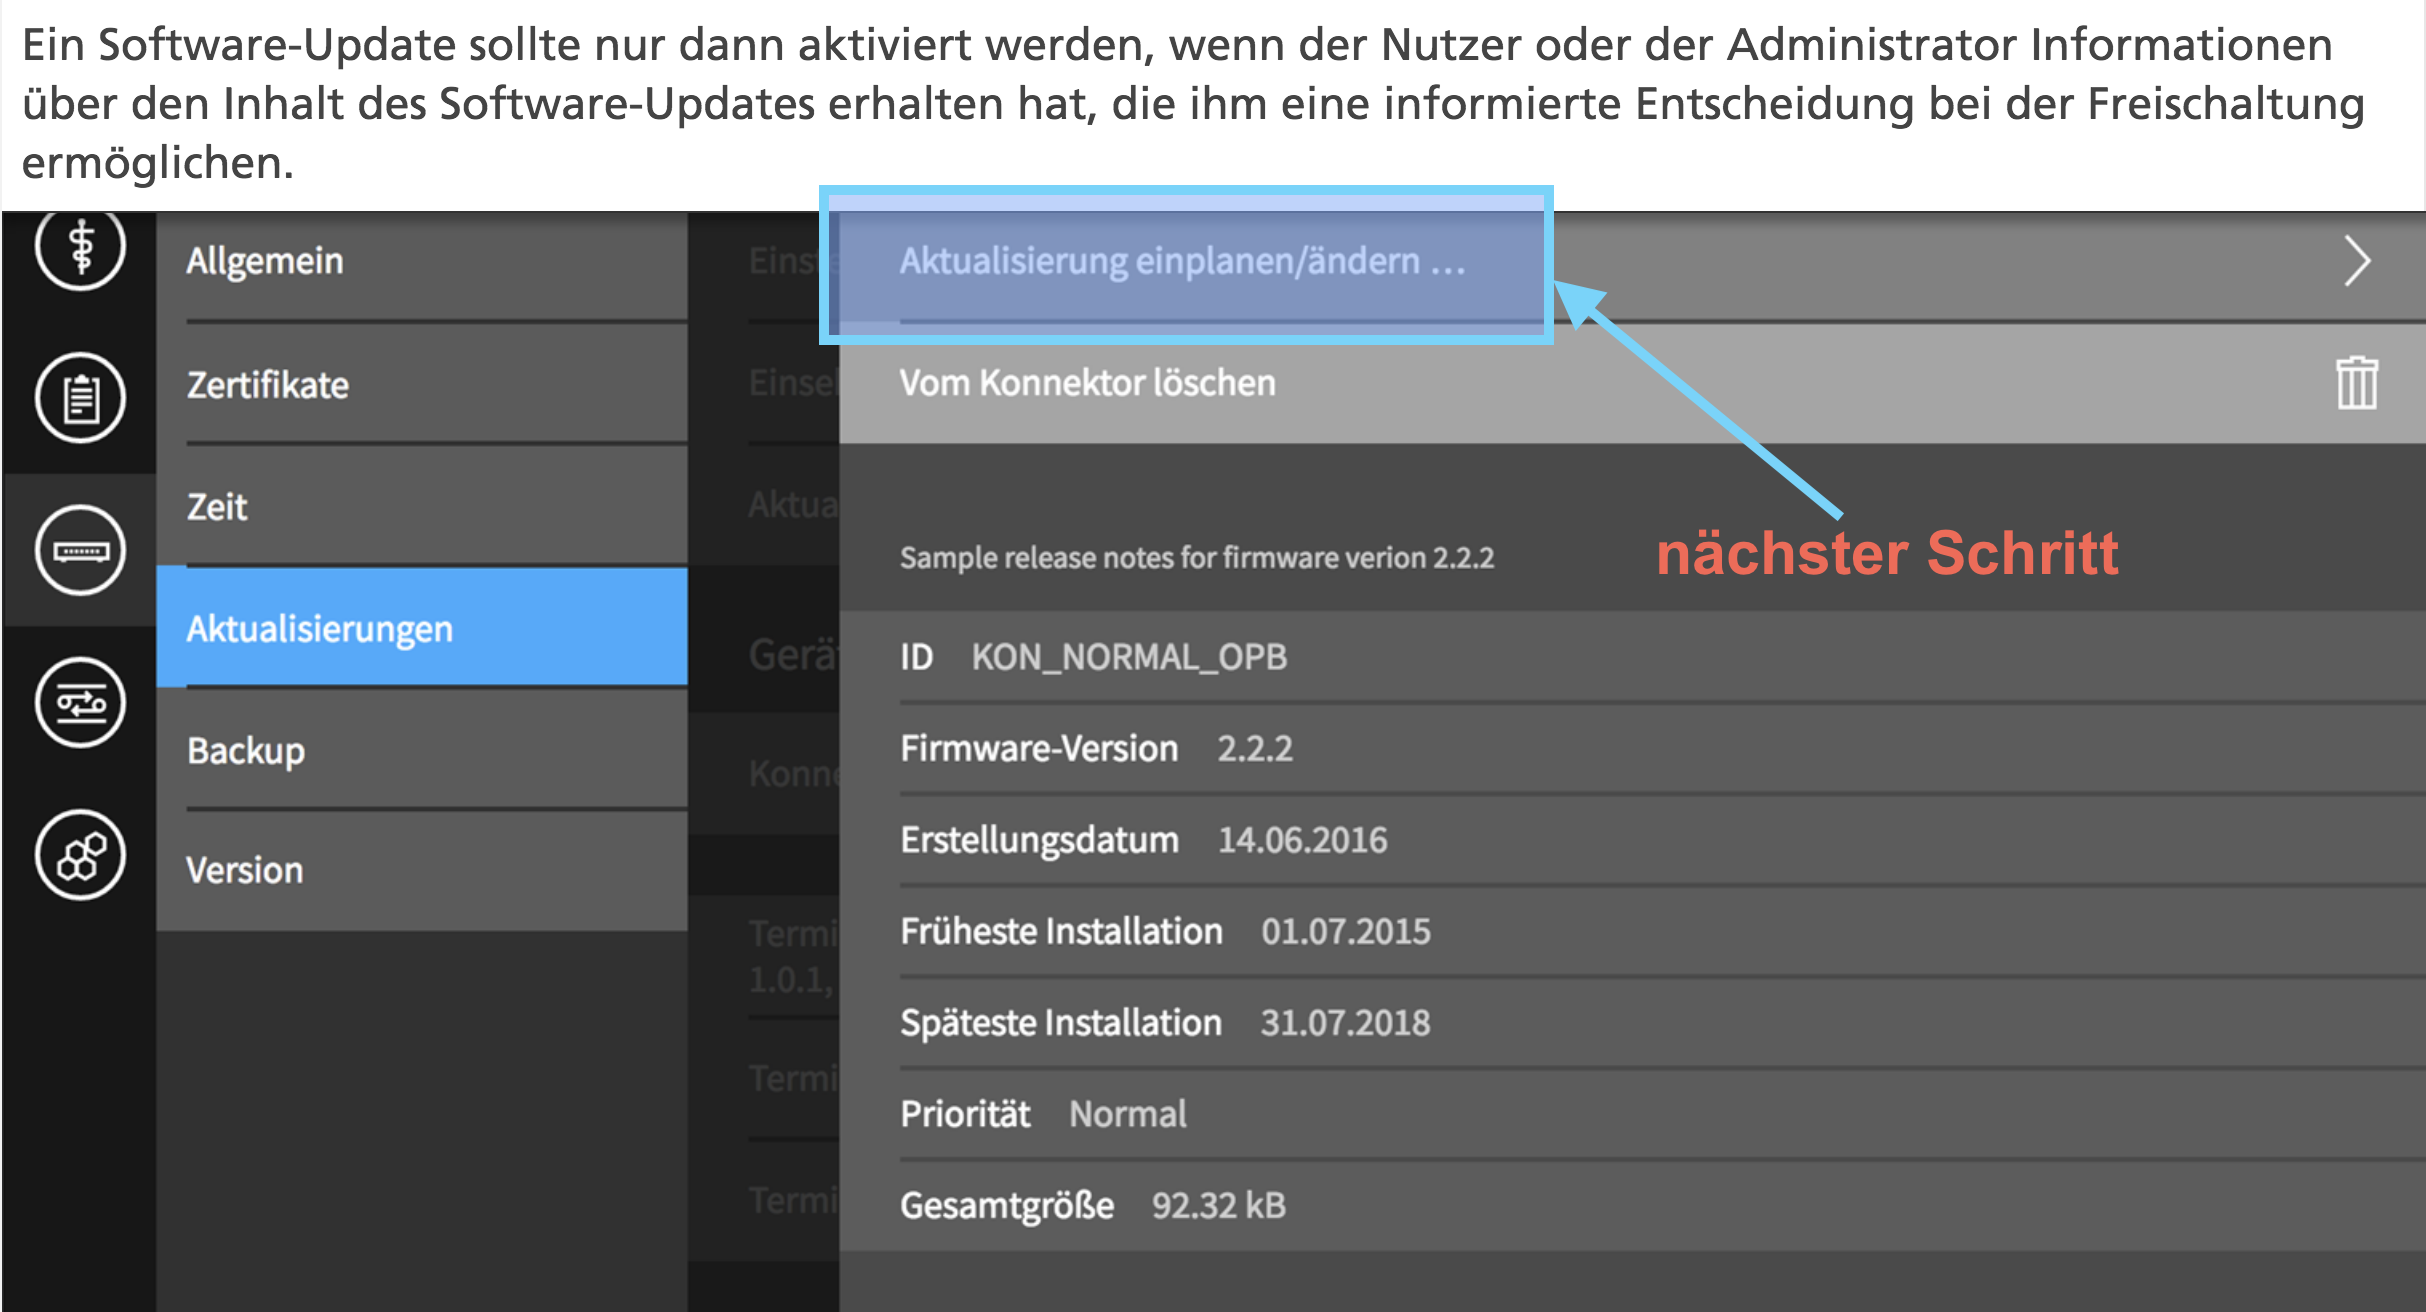 Ein Software-Update sollte nur dann aktiviert werden, wenn der Nutzer oder der Administrator Informationen
über den Inhalt des Software-Updates erhalten hat, die ihm eine informierte Entscheidung bei der Freischaltung
ermöglichen.
Allgemein
Zertifikate
Zeit
Aktualisierungen
Backup
Version
Einst
Einsel
Aktua
Gerä
Konne
Termi
1.0.1,
Termi
Termi
Aktualisierung einplanen/ändern ...
Vom Konnektor löschen
nächster Schritt
Sample release notes for firmware verion 2.2.2
ID KON_NORMAL_OPB
Firmware-Version 2.2.2
Erstellungsdatum 14.06.2016
Früheste Installation 01.07.2015
Späteste Installation 31.07.2018
Priorität Normal
Gesamtgröße 92.32 kB